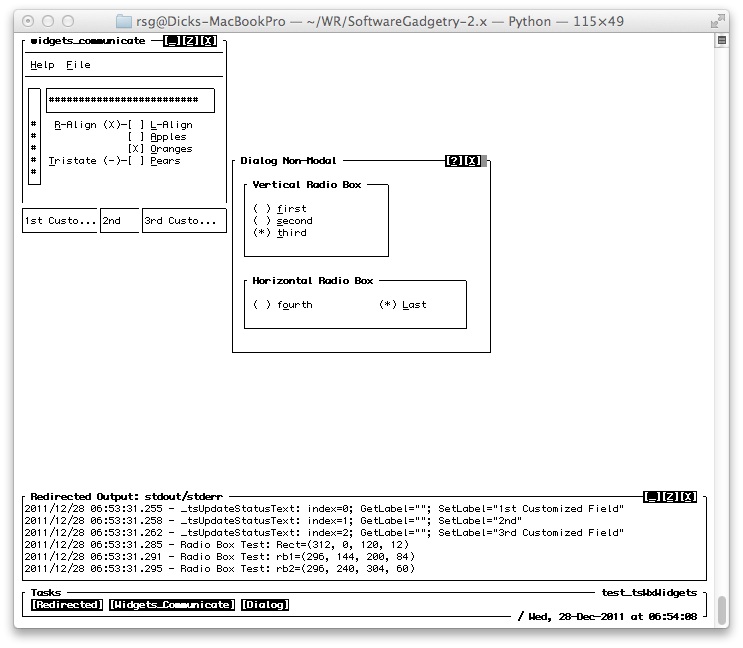 rsg@Dicks-MacBookPro — ~/WR/SoftwareGadgetry-2.x — Python — 115×49
widgets_communicate [_][Z][X]
Help File
#########################
# R-Align (X)-[ ] L-Align
# [ ] Apples
# [X] Oranges
# Tristate (-)-[ ] Pears
#
1st Custo... 2nd 3rd Custo...
Dialog Non-Modal [?][X]
Vertical Radio Box
( ) first
( ) second
(*) third
Horizontal Radio Box
( ) fourth (*) Last
Redirected Output: stdout/stderr [_][Z][X]
2011/12/28 06:53:31.255 - _tsUpdateStatusText: index=0; GetLabel=""; SetLabel="1st Customized Field"
2011/12/28 06:53:31.258 - _tsUpdateStatusText: index=1; GetLabel=""; SetLabel="2nd"
2011/12/28 06:53:31.262 - _tsUpdateStatusText: index=2; GetLabel=""; SetLabel="3rd Customized Field"
2011/12/28 06:53:31.285 - Radio Box Test: Rect=(312, 0, 120, 12)
2011/12/28 06:53:31.291 - Radio Box Test: rb1=(296, 144, 200, 84)
2011/12/28 06:53:31.295 - Radio Box Test: rb2=(296, 240, 304, 60)
Tasks test_tsWxWidgets
[Redirected] [Widgets_Communicate] [Dialog]
/ Wed, 28-Dec-2011 at 06:54:08